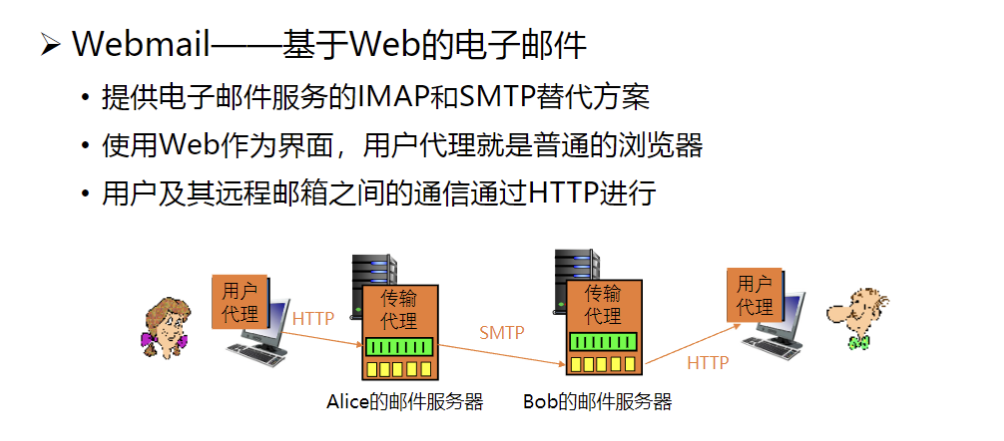 ➢ Webmail——基于Web的电子邮件
• 提供电子邮件服务的IMAP和SMTP替代方案
• 使用Web作为界面，用户代理就是普通的浏览器
• 用户及其远程邮箱之间的通信通过HTTP进行
用户
代理
HTTP
传输
代理
SMTP
传输
代理
HTTP
用户
代理
Alice的邮件服务器
Bob的邮件服务器